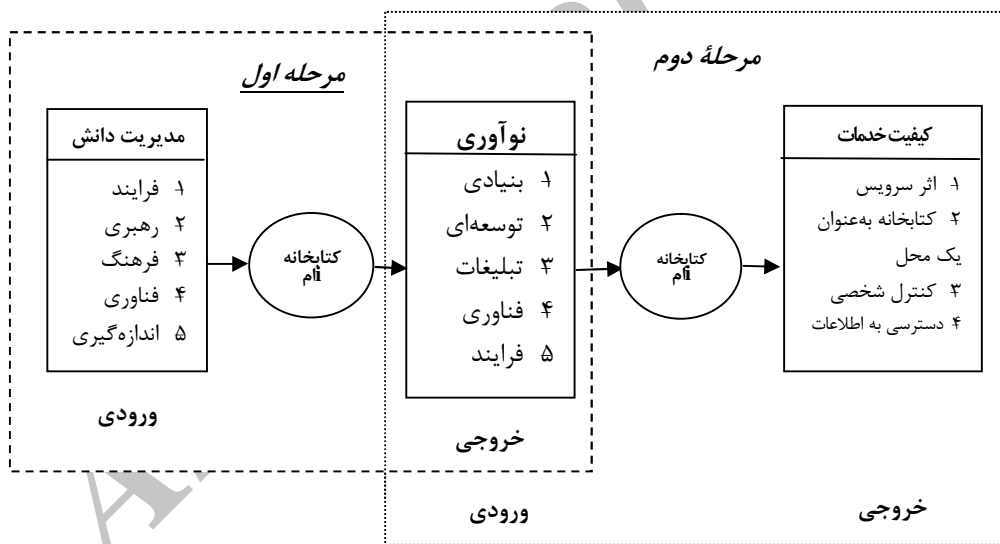 مرحله اول
مرحلهٔ دوم
مدیریت دانش
۱ فرایند
۲ رهبری
۳ فرهنگ
۴ فناوری
۵ اندازه‌گیری
ورودی
کتابخانه
iاُم
نوآوری
۱ بنیادی
۲ توسعه‌ای
۳ تبلیغات
۴ فناوری
۵ فرایند
خروجی
ورودی
کتابخانه
iاُم
کیفیت خدمات
۱ اثر سرویس
۲ کتابخانه به‌عنوان
یک محل
۳ کنترل شخصی
۴ دسترسی به اطلاعات
خروجی